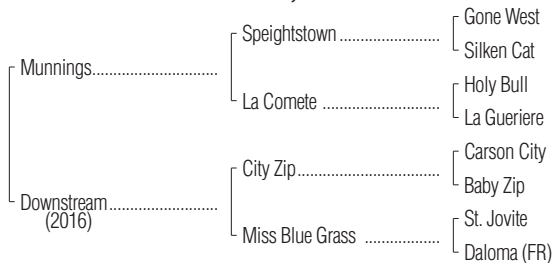 Gone West
Speightstown ......................
Silken Cat
Munnings............................
Holy Bull
La Comete ..........................
La Gueriere
Carson City
City Zip.............................
Baby Zip
Downstream........................
(2016)
St. Jovite
Miss Blue Grass .................
Daloma (FR)